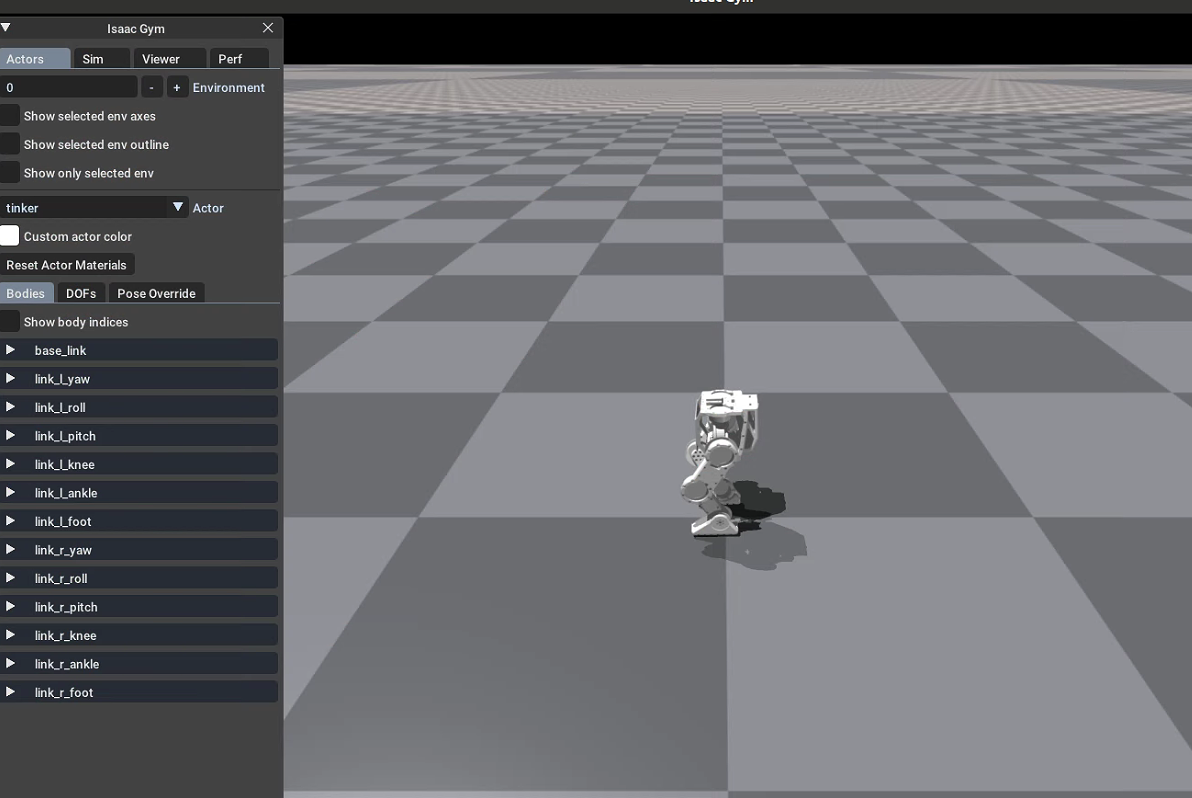 Isaac Gym
Isaac Gym
Actors Sim Viewer Perf
0 - + Environment
Show selected env axes
Show selected env outline
Show only selected env
tinker Actor
Custom actor color
Reset Actor Materials
Bodies DOFs Pose Override
Show body indices
base_link
link_l_yaw
link_l_roll
link_l_pitch
link_l_knee
link_l_ankle
link_l_foot
link_r_yaw
link_r_roll
link_r_pitch
link_r_knee
link_r_ankle
link_r_foot